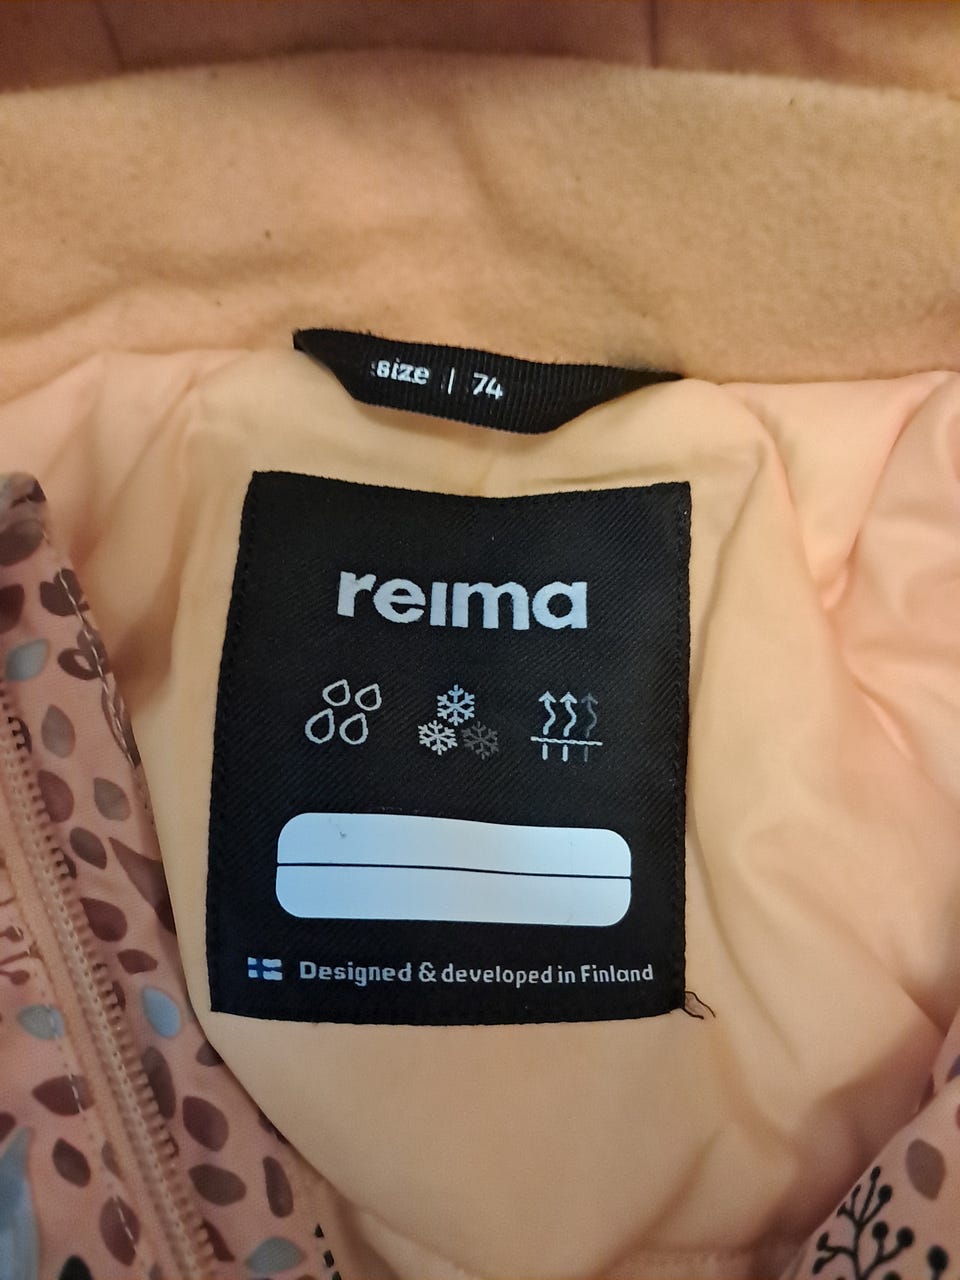 size | 74
reima
Designed & developed in Finland